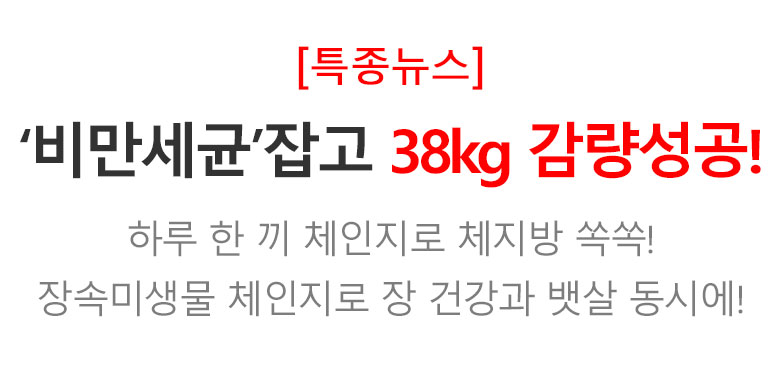 [특종뉴스]
‘비만세균’잡고 38kg 감량성공!
하루 한 끼 체인지로 체지방 쏙쏙!
장속미생물 체인지로 장 건강과 뱃살 동시에!